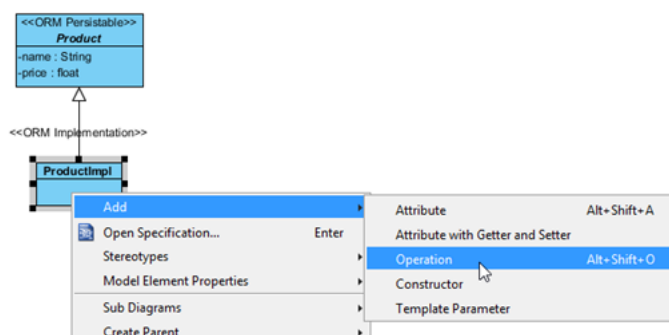 <<ORM Persistable>>
Product
-name : String
-price : float
<<ORM Implementation>>
ProductImpl
Add
Open Specification... Enter
Stereotypes
Model Element Properties
Sub Diagrams
Create Parent
Attribute Alt+Shift+A
Attribute with Getter and Setter
Operation Alt+Shift+O
Constructor
Template Parameter